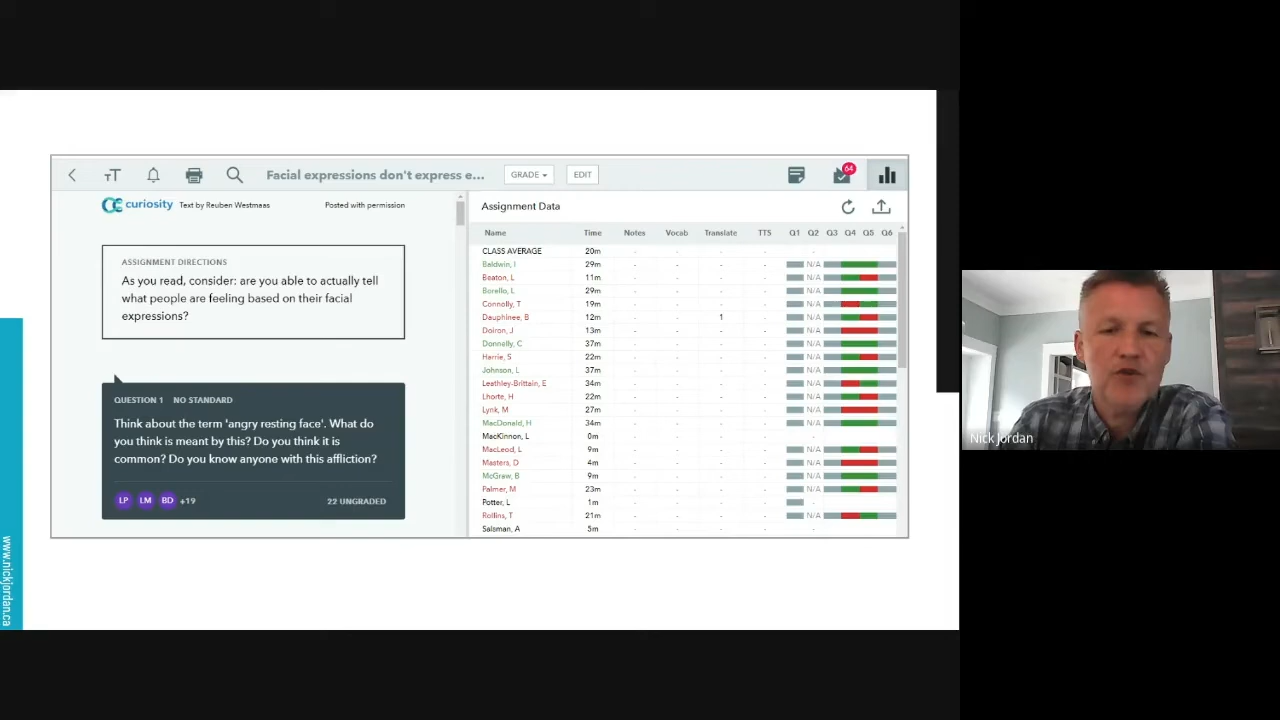 TT
Facial expressions don't express e...
GRADE
EDIT
64
curiosity Text by Reuben Westmaas
Posted with permission
ASSIGNMENT DIRECTIONS
As you read, consider: are you able to actually tell
what people are feeling based on their facial
expressions?
QUESTION 1 NO STANDARD
Think about the term 'angry resting face'. What do
you think is meant by this? Do you think it is
common? Do you know anyone with this affliction?
LP LM BD +19
22 UNGRADED
Assignment Data
Name Time Notes Vocab Translate TTS Q1 Q2 Q3 Q4 Q5 Q6
CLASS AVERAGE 20m - - - - -
Baldwin, I 29m - - - - N/A
Beaton, L 11m - - - - N/A
Borello, L 29m - - - - N/A
Connolly, T 19m - - - - N/A
Dauphinee, B 12m - - 1 - N/A
Doiron, J 13m - - - - N/A
Donnelly, C 37m - - - - N/A
Harrie, S 22m - - - - N/A
Johnson, L 37m - - - - N/A
Leathley-Brittain, E 34m - - - - N/A
Lhorte, H 22m - - - - N/A
Lynk, M 27m - - - - N/A
MacDonald, H 34m - - - - N/A
MacKinnon, L 0m - - - - -
MacLeod, L 9m - - - - N/A
Masters, D 4m - - - - N/A
McGraw, B 9m - - - - N/A
Palmer, M 23m - - - - N/A
Potter, L 1m - - - - -
Rollins, T 21m - - - - N/A
Salsman, A 5m - - - - -
www.nickjordan.ca
Nick Jordan